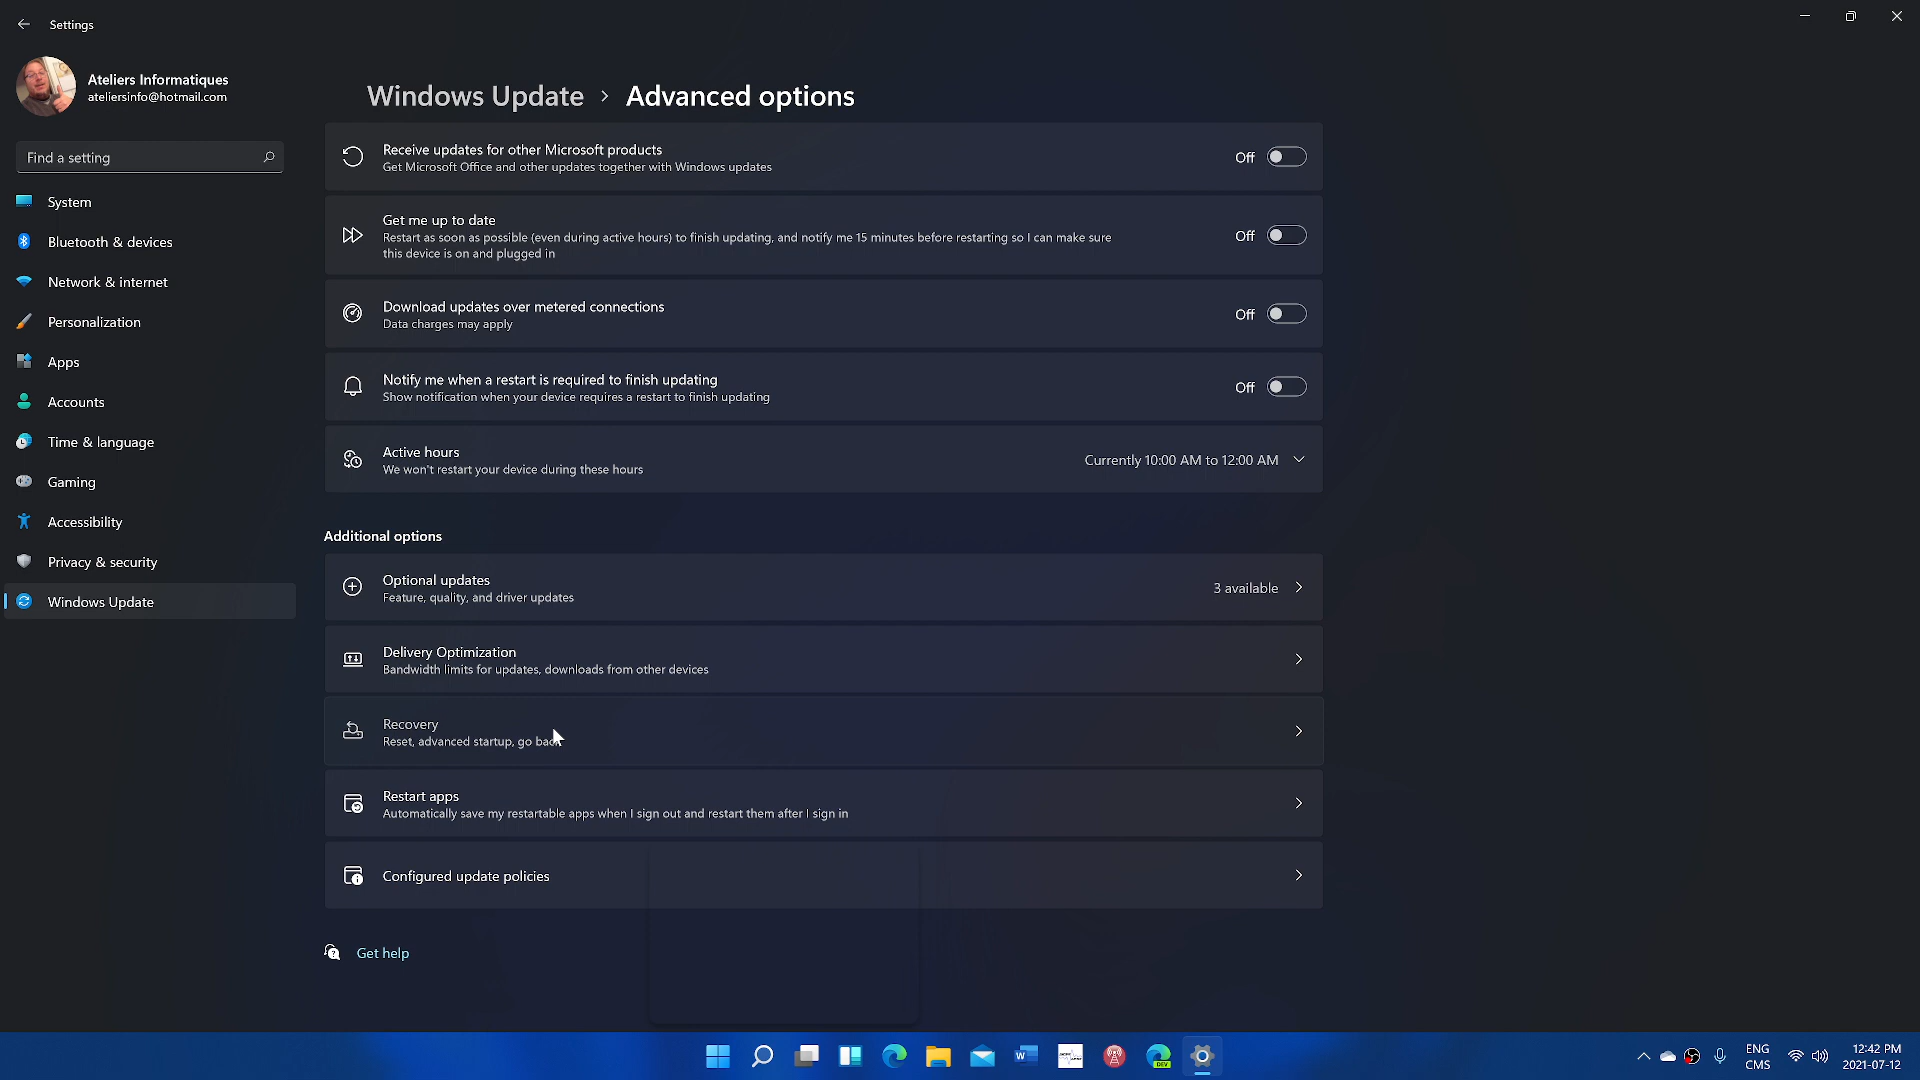 Settings
Ateliers Informatiques
ateliersinfo@hotmail.com
Find a setting
System
Bluetooth & devices
Network & internet
Personalization
Apps
Accounts
Time & language
Gaming
Accessibility
Privacy & security
Windows Update
Windows Update > Advanced options
Receive updates for other Microsoft products
Get Microsoft Office and other updates together with Windows updates
Off
Get me up to date
Restart as soon as possible (even during active hours) to finish updating, and notify me 15 minutes before restarting so I can make sure
this device is on and plugged in
Off
Download updates over metered connections
Data charges may apply
Off
Notify me when a restart is required to finish updating
Show notification when your device requires a restart to finish updating
Off
Active hours
We won't restart your device during these hours
Currently 10:00 AM to 12:00 AM
Additional options
Optional updates
Feature, quality, and driver updates
3 available
Delivery Optimization
Bandwidth limits for updates, downloads from other devices
Recovery
Reset, advanced startup, go back
Restart apps
Automatically save my restartable apps when I sign out and restart them after I sign in
Configured update policies
Get help
DEV
ENG
CMS
12:42 PM
2021-07-12